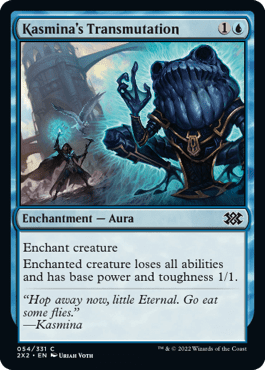 Kasmina's Transmutation 1
Enchantment — Aura
Enchant creature
Enchanted creature loses all abilities
and has base power and toughness 1/1.
"Hop away now, little Eternal. Go eat
some flies."
—Kasmina
054/331 C
2X2 • EN Uriah Voth
™ & © 2022 Wizards of the Coast